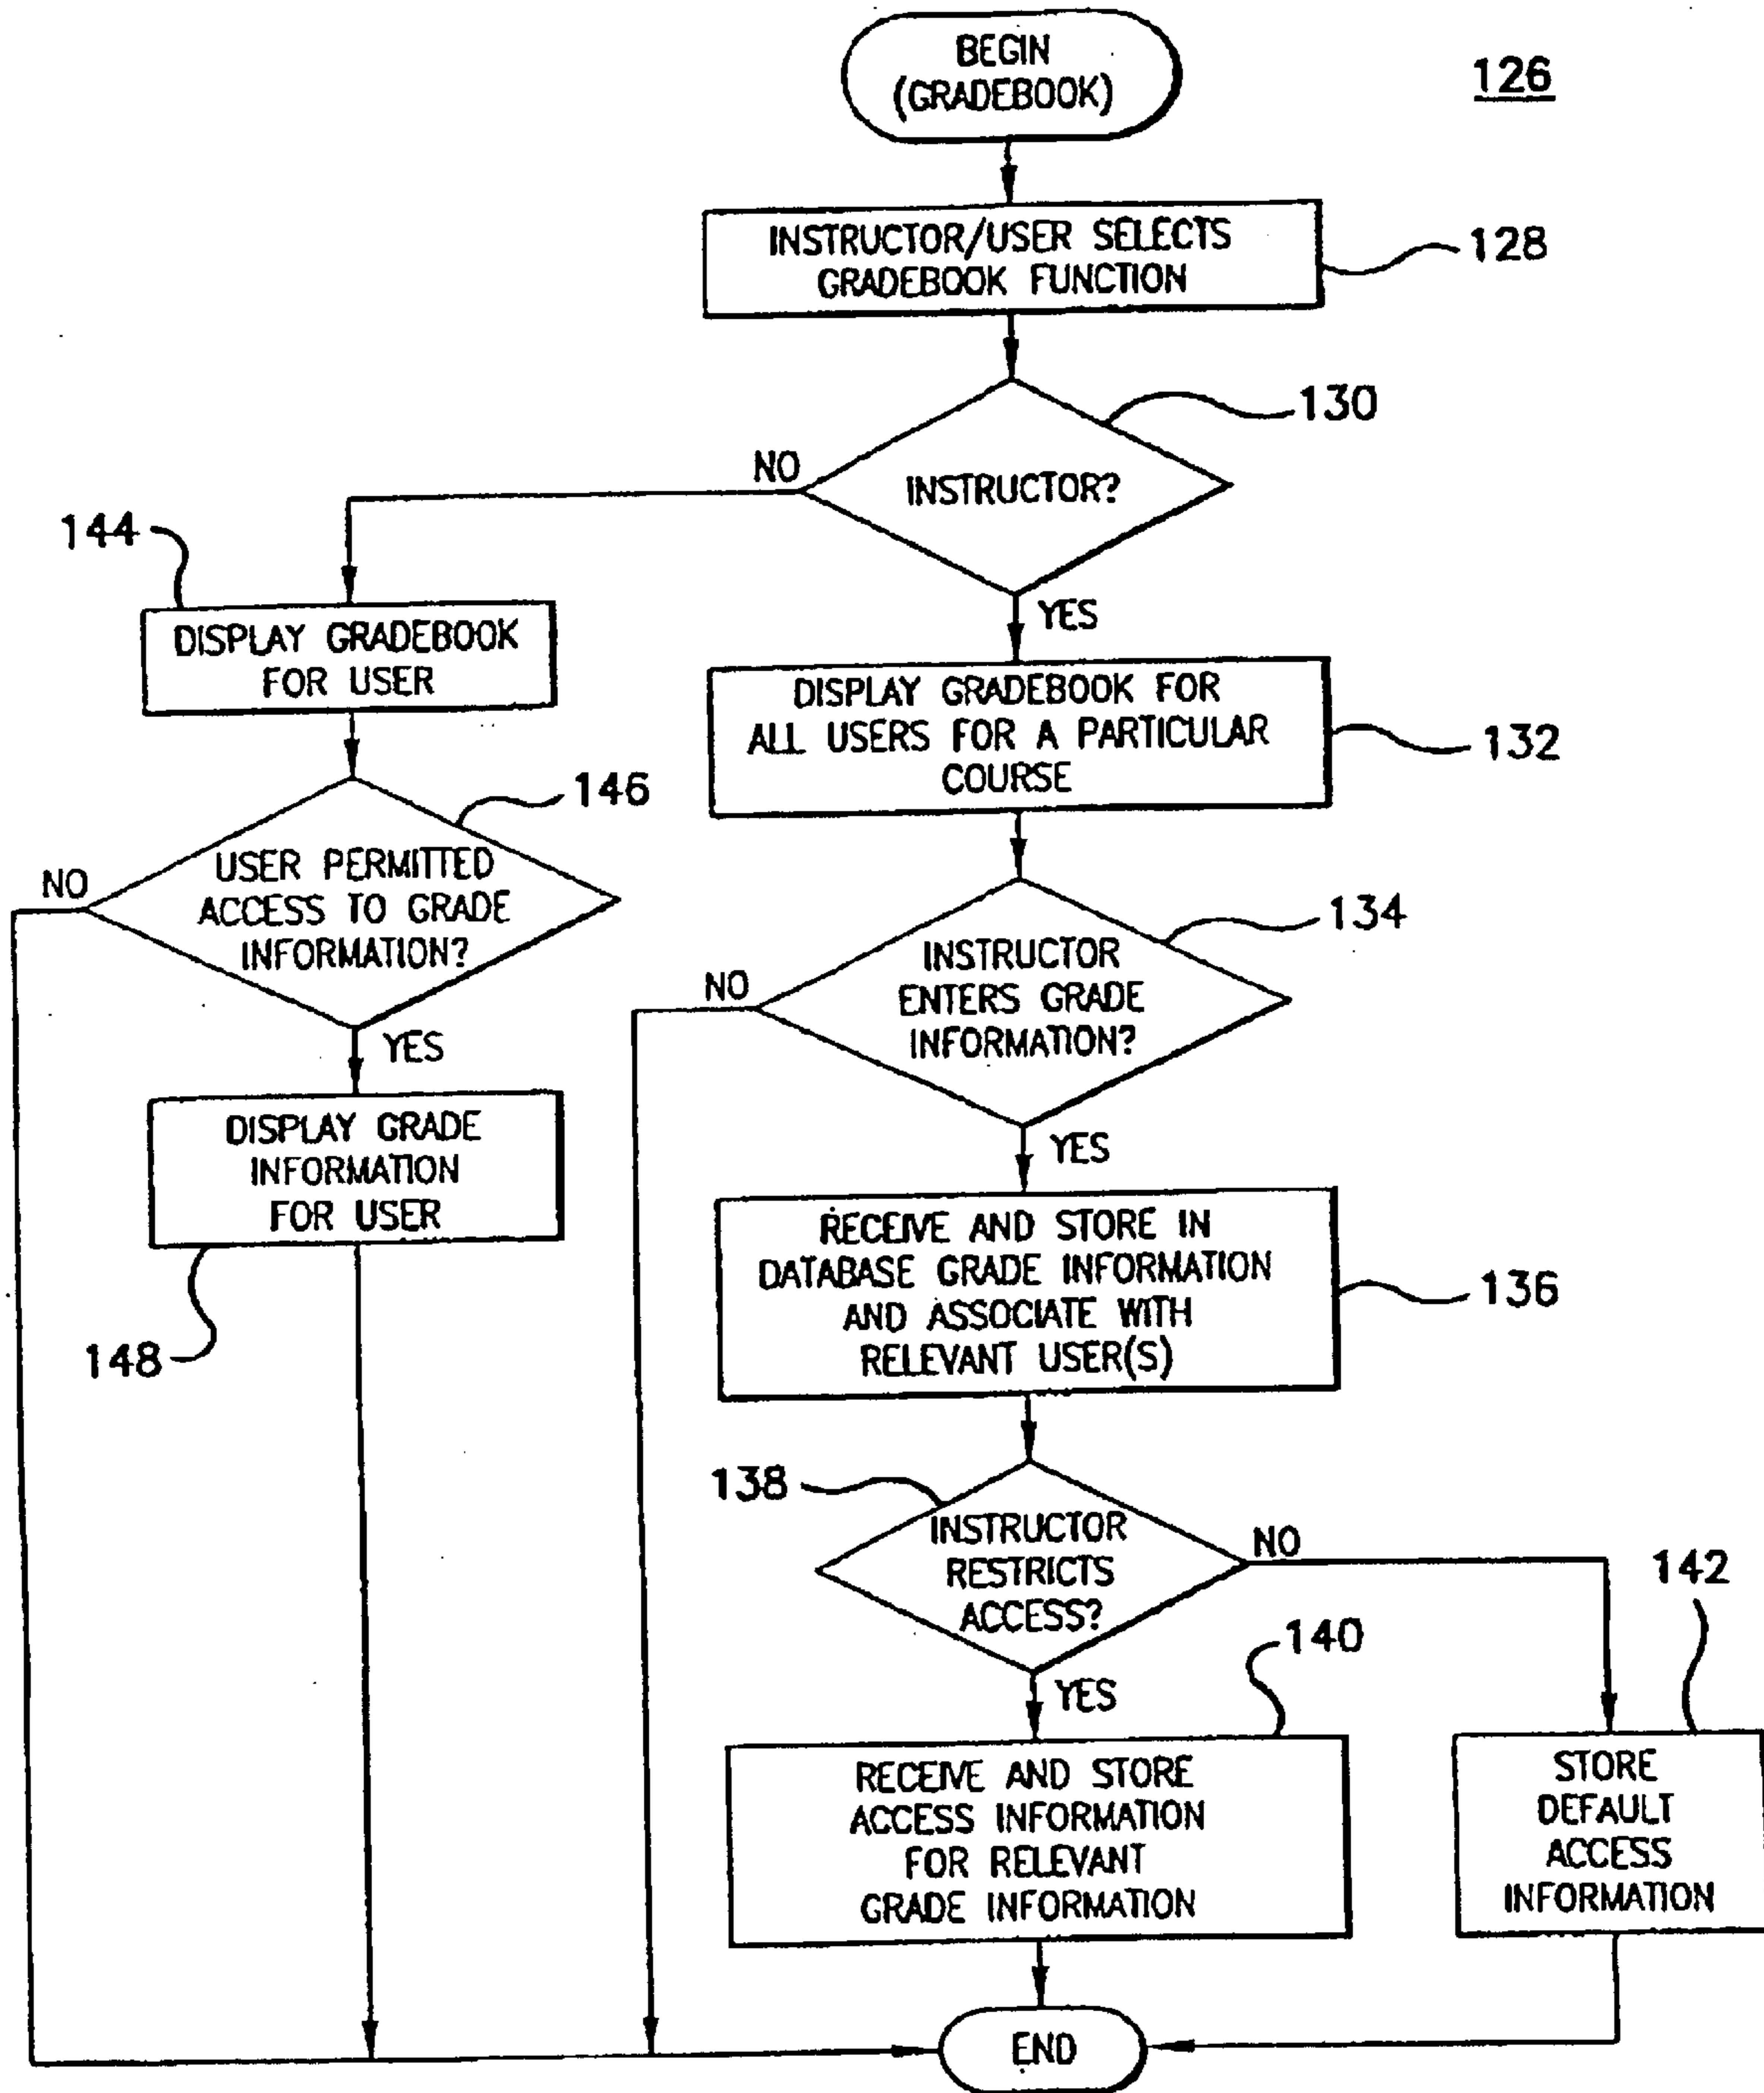 BEGIN
(GRADEBOOK)
126
INSTRUCTOR/USER SELECTS
GRADEBOOK FUNCTION
128
130
INSTRUCTOR?
NO
YES
144
DISPLAY GRADEBOOK
FOR USER
DISPLAY GRADEBOOK FOR
ALL USERS FOR A PARTICULAR
COURSE
132
146
USER PERMITTED
ACCESS TO GRADE
INFORMATION?
NO
YES
134
INSTRUCTOR
ENTERS GRADE
INFORMATION?
NO
YES
DISPLAY GRADE
INFORMATION
FOR USER
148
RECEIVE AND STORE IN
DATABASE GRADE INFORMATION
AND ASSOCIATE WITH
RELEVANT USER(S)
136
138
INSTRUCTOR
RESTRICTS
ACCESS?
NO
YES
142
140
RECEIVE AND STORE
ACCESS INFORMATION
FOR RELEVANT
GRADE INFORMATION
STORE
DEFAULT
ACCESS
INFORMATION
END